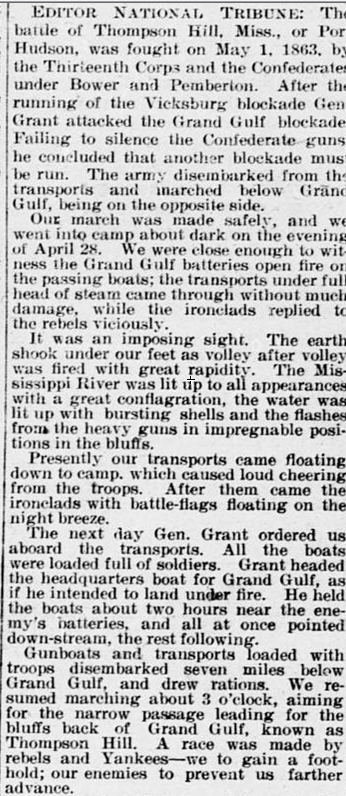 EDITOR NATIONAL TRIBUNE: The
battle of Thompson Hill, Miss., or Por
Hudson, was fought on May 1, 1863, by
the Thirteenth Corps and the Confederates
under Bower and Pemberton. After the
running of the Vicksburg blockade Gen
Grant attacked the Grand Gulf blockade
Failing to silence the Confederate guns
he concluded that another blockade must
be run. The army disembarked from the
transports and marched below Grand
Gulf, being on the opposite side.
Our march was made safely, and we
went into camp about dark on the evening
of April 28. We were close enough to wit-
ness the Grand Gulf batteries open fire on
the passing boats; the transports under full
head of steam came through without much
damage, while the ironclads replied to
the rebels viciously.
It was an imposing sight. The earth
shook under our feet as volley after volley
was fired with great rapidity. The Mis-
sissippi River was lit up to all appearances
with a great conflagration, the water was
lit up with bursting shells and the flashes
from the heavy guns in impregnable posi-
tions in the bluffs.
Presently our transports came floating
down to camp, which caused loud cheering
from the troops. After them came the
ironclads with battle-flags floating on the
night breeze.
The next day Gen. Grant ordered us
aboard the transports. All the boats
were loaded full of soldiers. Grant headed
the headquarters boat for Grand Gulf, as
if he intended to land under fire. He held
the boats about two hours near the ene-
my's batteries, and all at once pointed
down-stream, the rest following.
Gunboats and transports loaded with
troops disembarked seven miles below
Grand Gulf, and drew rations. We re-
sumed marching about 3 o'clock, aiming
for the narrow passage leading for the
bluffs back of Grand Gulf, known as
Thompson Hill. A race was made by
rebels and Yankees—we to gain a foot-
hold; our enemies to prevent us farther
advance.